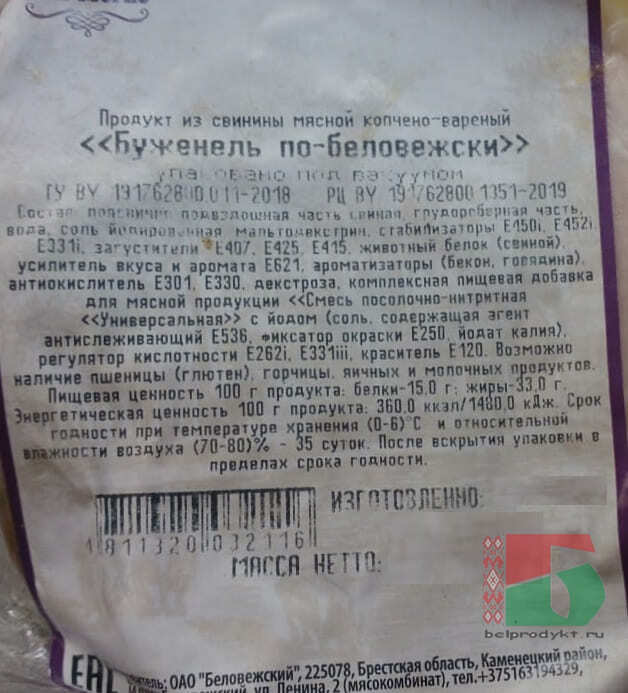 Продукт из свинины мясной копчено-вареный
<<Буженель по-беловежски>>
упаковано под вакууном
ТУ BY 191762800.011-2018 РЦ BY 191762800 1351-2019
Состав: пояснично подвздошная часть свиная, грудореберная часть,
вода, соль йодированная мальтодекстрин, стабилизаторы Е450i, Е452i,
Е331i, загустители Е407, Е425, Е415, животный белок (свиной),
усилитель вкуса и аромата Е621, ароматизаторы (бекон, говядина),
антиокислитель Е301, Е330, декстроза, комплексная пищевая добавка
для мясной продукции <<Смесь посолочно-нитритная
<<Универсальная>> с йодом (соль, содержащая агент
антислеживающий Е536, фиксатор окраски Е250, йодат калия),
регулятор кислотности Е262i, Е331iii, краситель Е120. Возможно
наличие пшеницы (глютен), горчицы, яичных и молочных продуктов.
Пищевая ценность 100 г продукта: белки-15,0 г; жиры-33,0 г.
Энергетическая ценность 100 г продукта: 360,0 ккал/1480,0 кДж. Срок
годности при температуре хранения (0-6)°С и относительной
влажности воздуха (70-80)% - 35 суток. После вскрытия упаковки в
пределах срока годности.
ИЗГОТОВЛЕННО:
4 811320 032116
МАССА НЕТТО:
belprodykt.ru
EAC ОАО "Беловежский", 225078, Брестская область, Каменецкий район,
ул. Ленина, 2 (мясокомбинат), тел.+375163194329,